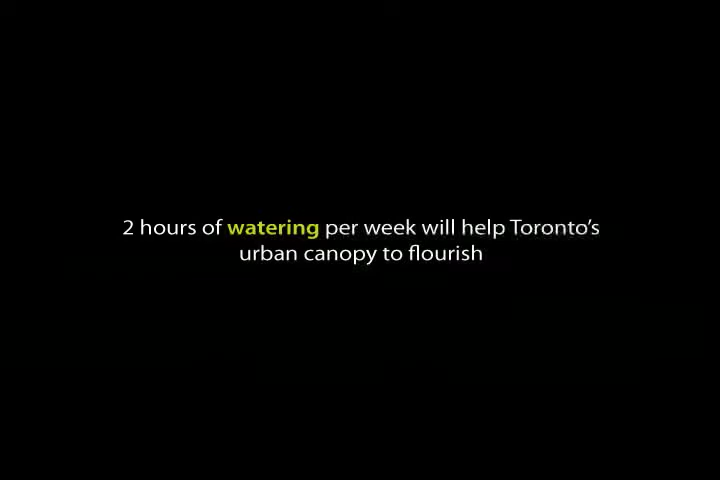 2 hours of watering per week will help Toronto’s
urban canopy to flourish